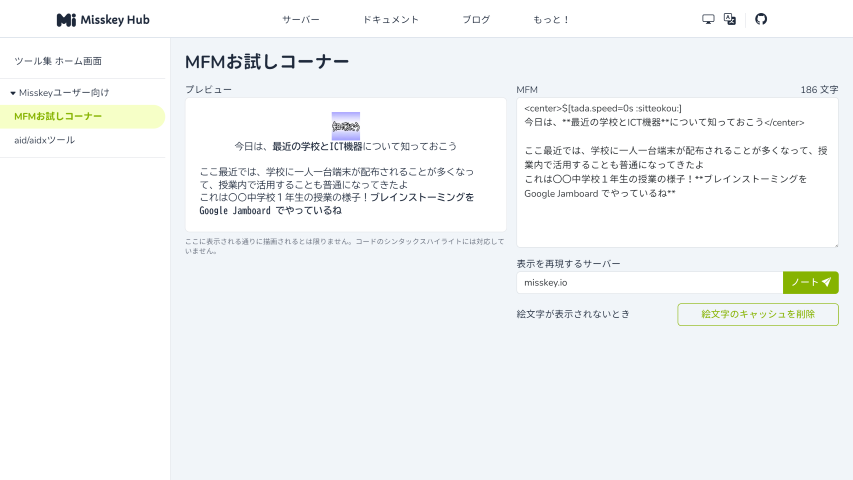 Misskey Hub
サーバー
ドキュメント
ブログ
もっと！
ツール集 ホーム画面
Misskeyユーザー向け
MFMお試しコーナー
aid/aidxツール
MFMお試しコーナー
プレビュー
今日は、最近の学校とICT機器について知っておこう
ここ最近では、学校に一人一台端末が配布されることが多くなっ
て、授業内で活用することも普通になってきたよ
これは〇〇中学校１年生の授業の様子！ブレインストーミングを
Google Jamboard でやっているね
ここに表示される通りに描画されるとは限りません。コードのシンタックスハイライトには対応して
いません。
MFM
186 文字
<center>$[tada.speed=0s :sitteokou:]
今日は、**最近の学校とICT機器**について知っておこう</center>
ここ最近では、学校に一人一台端末が配布されることが多くなって、授
業内で活用することも普通になってきたよ
これは〇〇中学校１年生の授業の様子！**ブレインストーミングを
Google Jamboard でやっているね**
表示を再現するサーバー
misskey.io
ノート
絵文字が表示されないとき
絵文字のキャッシュを削除